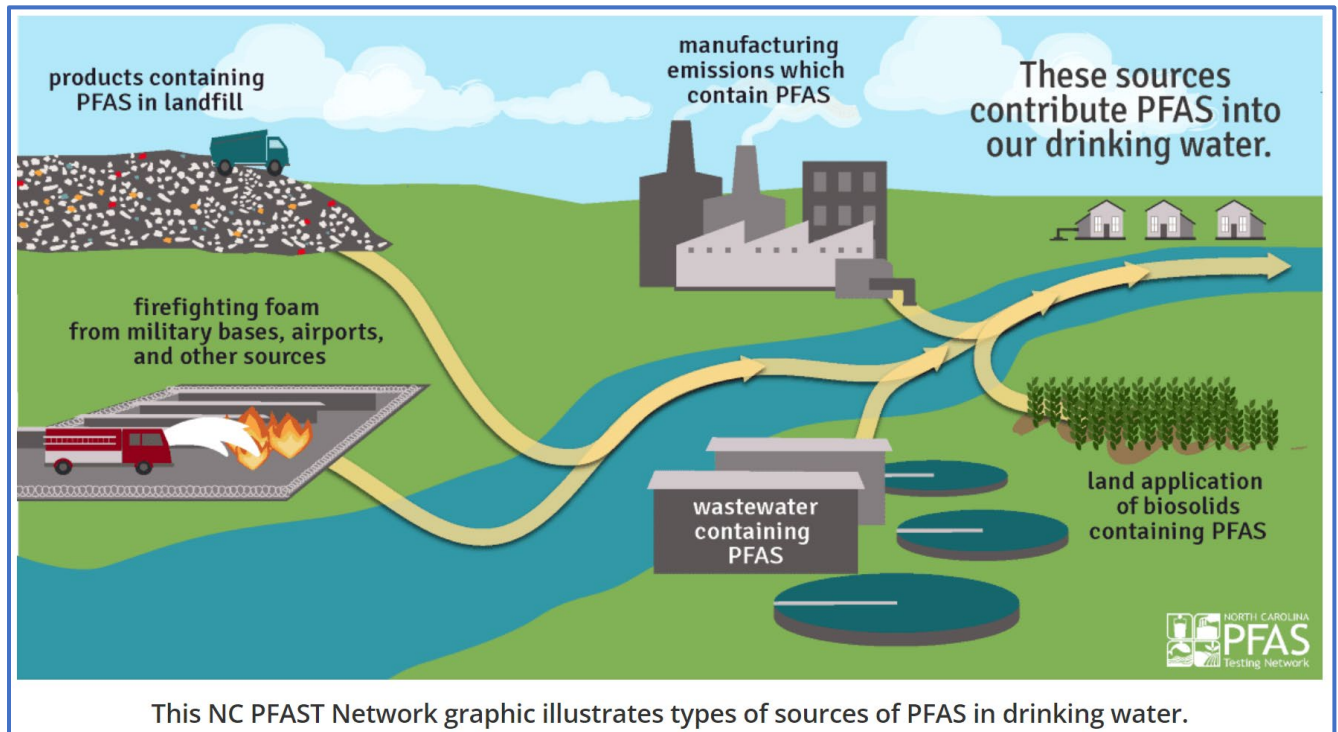 products containing
PFAS in landfill
manufacturing
emissions which
contain PFAS
These sources
contribute PFAS into
our drinking water.
firefighting foam
from military bases, airports,
and other sources
wastewater
containing
PFAS
land application
of biosolids
containing PFAS
NORTH CAROLINA
PFAS
Testing Network
This NC PFAST Network graphic illustrates types of sources of PFAS in drinking water.